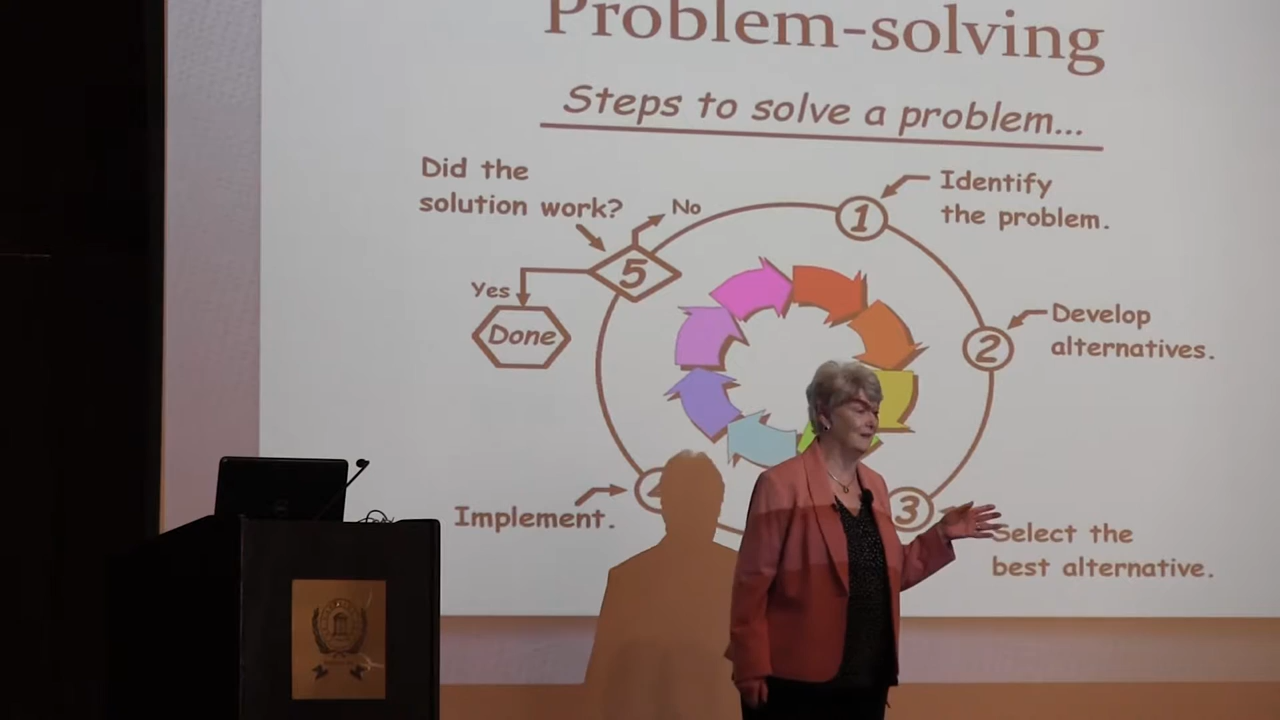 Problem-solving
Steps to solve a problem...
Did the
solution work?
No
1
Identify
the problem.
5
Yes
Done
2
Develop
alternatives.
Implement.
3
Select the
best alternative.